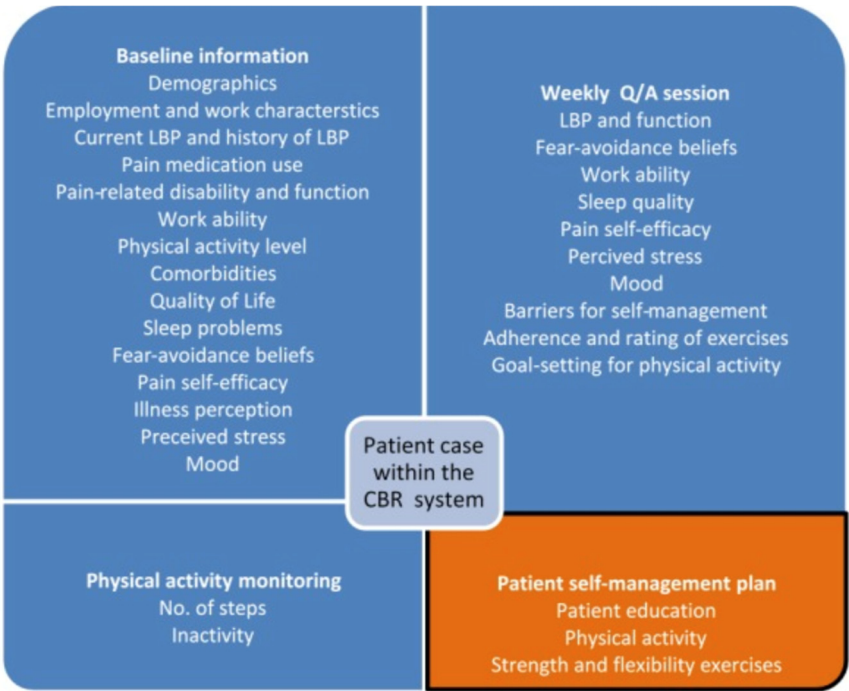 Baseline information
Demographics
Employment and work characterstics
Current LBP and history of LBP
Pain medication use
Pain-related disability and function
Work ability
Physical activity level
Comorbidities
Quality of Life
Sleep problems
Fear-avoidance beliefs
Pain self-efficacy
Illness perception
Preceived stress
Mood
Weekly Q/A session
LBP and function
Fear-avoidance beliefs
Work ability
Sleep quality
Pain self-efficacy
Percived stress
Mood
Barriers for self-management
Adherence and rating of exercises
Goal-setting for physical activity
Patient case
within the
CBR system
Physical activity monitoring
No. of steps
Inactivity
Patient self-management plan
Patient education
Physical activity
Strength and flexibility exercises